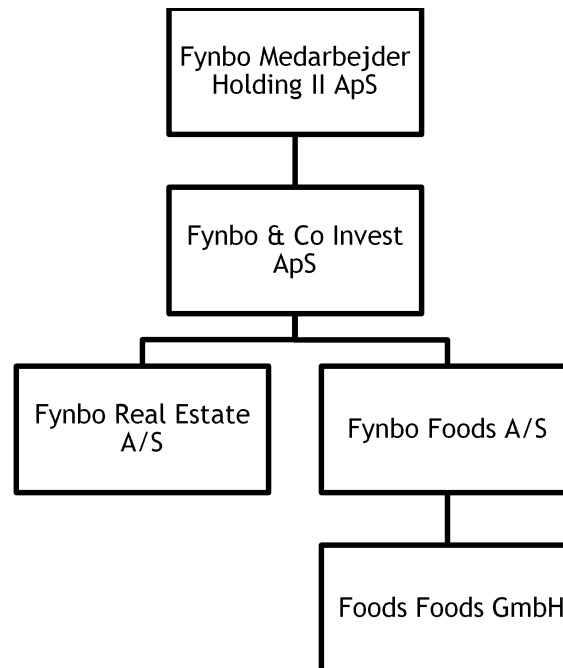 Fynbo Medarbejder
Holding II ApS
Fynbo & Co Invest
ApS
Fynbo Real Estate
A/S
Fynbo Foods A/S
Foods Foods GmbH